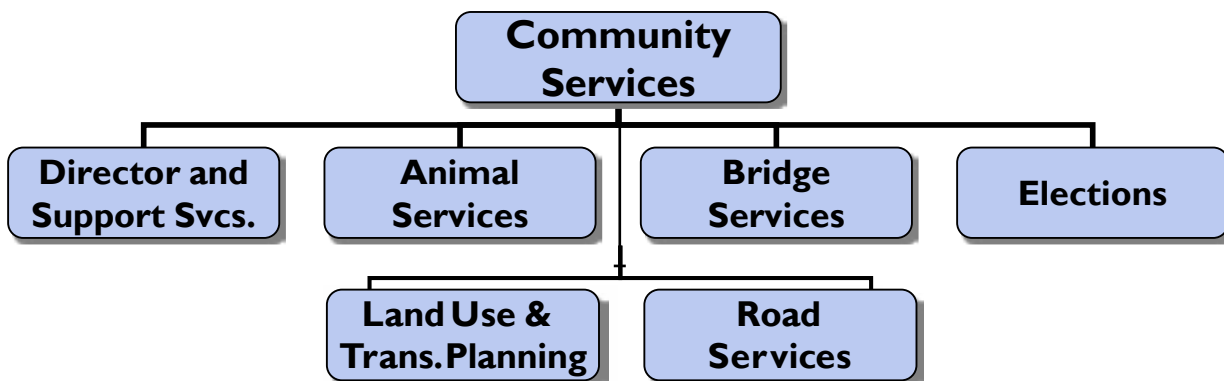 Community
Services
Director and
Support Svcs.
Animal
Services
Bridge
Services
Elections
Land Use &
Trans.Planning
Road
Services